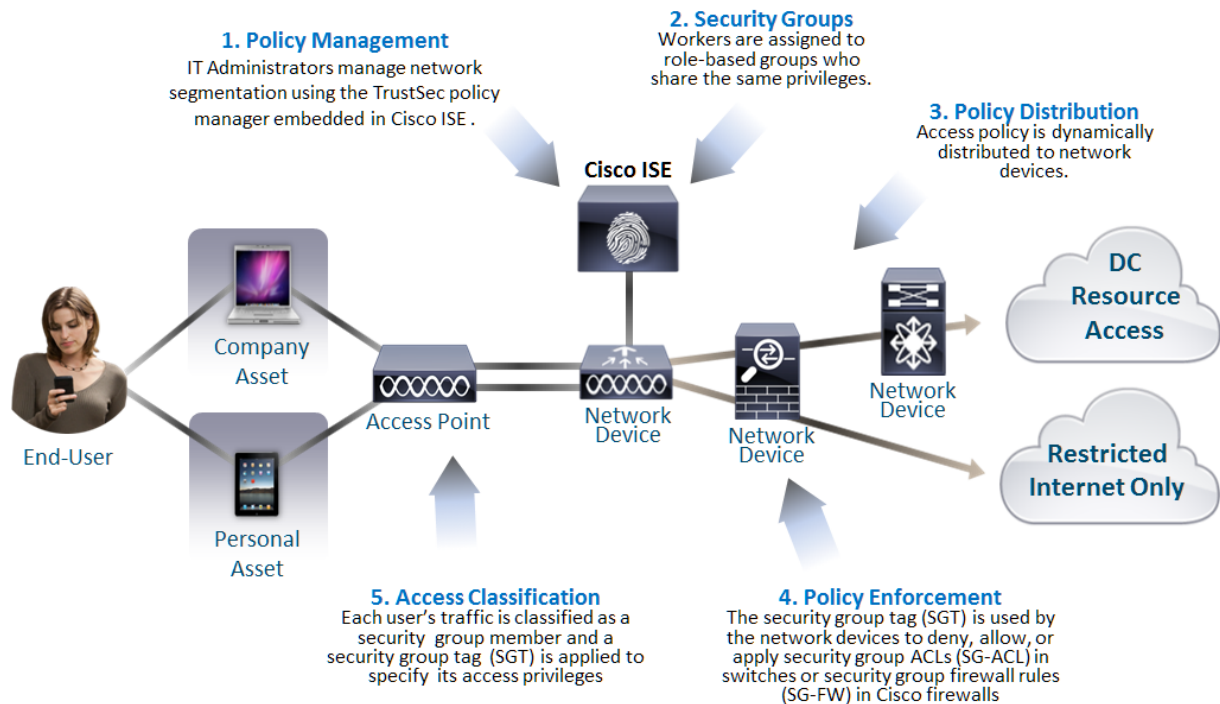 1. Policy Management
IT Administrators manage network
segmentation using the TrustSec policy
manager embedded in Cisco ISE .
2. Security Groups
Workers are assigned to
role-based groups who
share the same privileges.
3. Policy Distribution
Access policy is dynamically
distributed to network
devices.
Cisco ISE
Company
Asset
Personal
Asset
End-User
Access Point
Network
Device
Network
Device
Network
Device
DC
Resource
Access
Restricted
Internet Only
5. Access Classification
Each user's traffic is classified as a
security group member and a
security group tag (SGT) is applied to
specify its access privileges
4. Policy Enforcement
The security group tag (SGT) is used by
the network devices to deny, allow, or
apply security group ACLs (SG-ACL) in
switches or security group firewall rules
(SG-FW) in Cisco firewalls